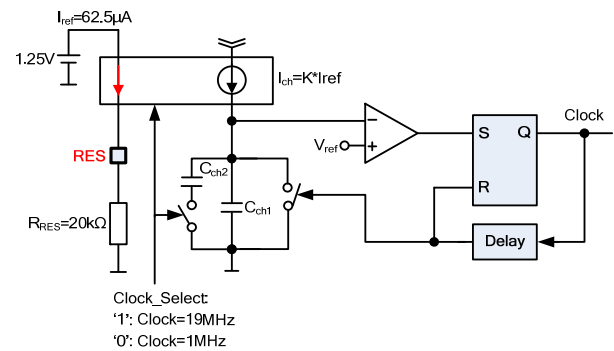 Iref=62.5µA
1.25V
Ich=K*Iref
RES
Vref
−
+
S
Q
Clock
R
Cch2
Cch1
RRES=20kΩ
Delay
Clock_Select:
‘1’: Clock=19MHz
‘0’: Clock=1MHz